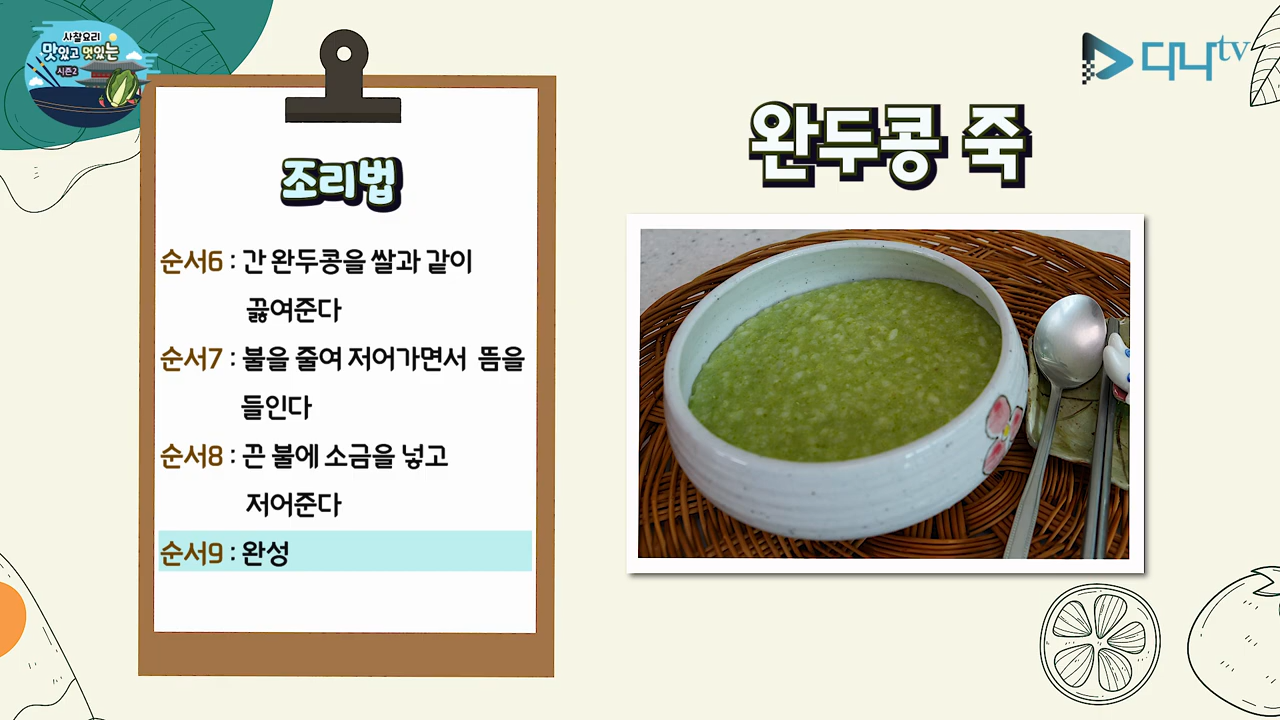 사찰요리
맛있고 멋있는
시즌2
디나tv
완두콩 죽
조리법
순서6 : 간 완두콩을 쌀과 같이
끓여준다
순서7 : 불을 줄여 저어가면서 뜸을
들인다
순서8 : 끈 불에 소금을 넣고
저어준다
순서9 : 완성